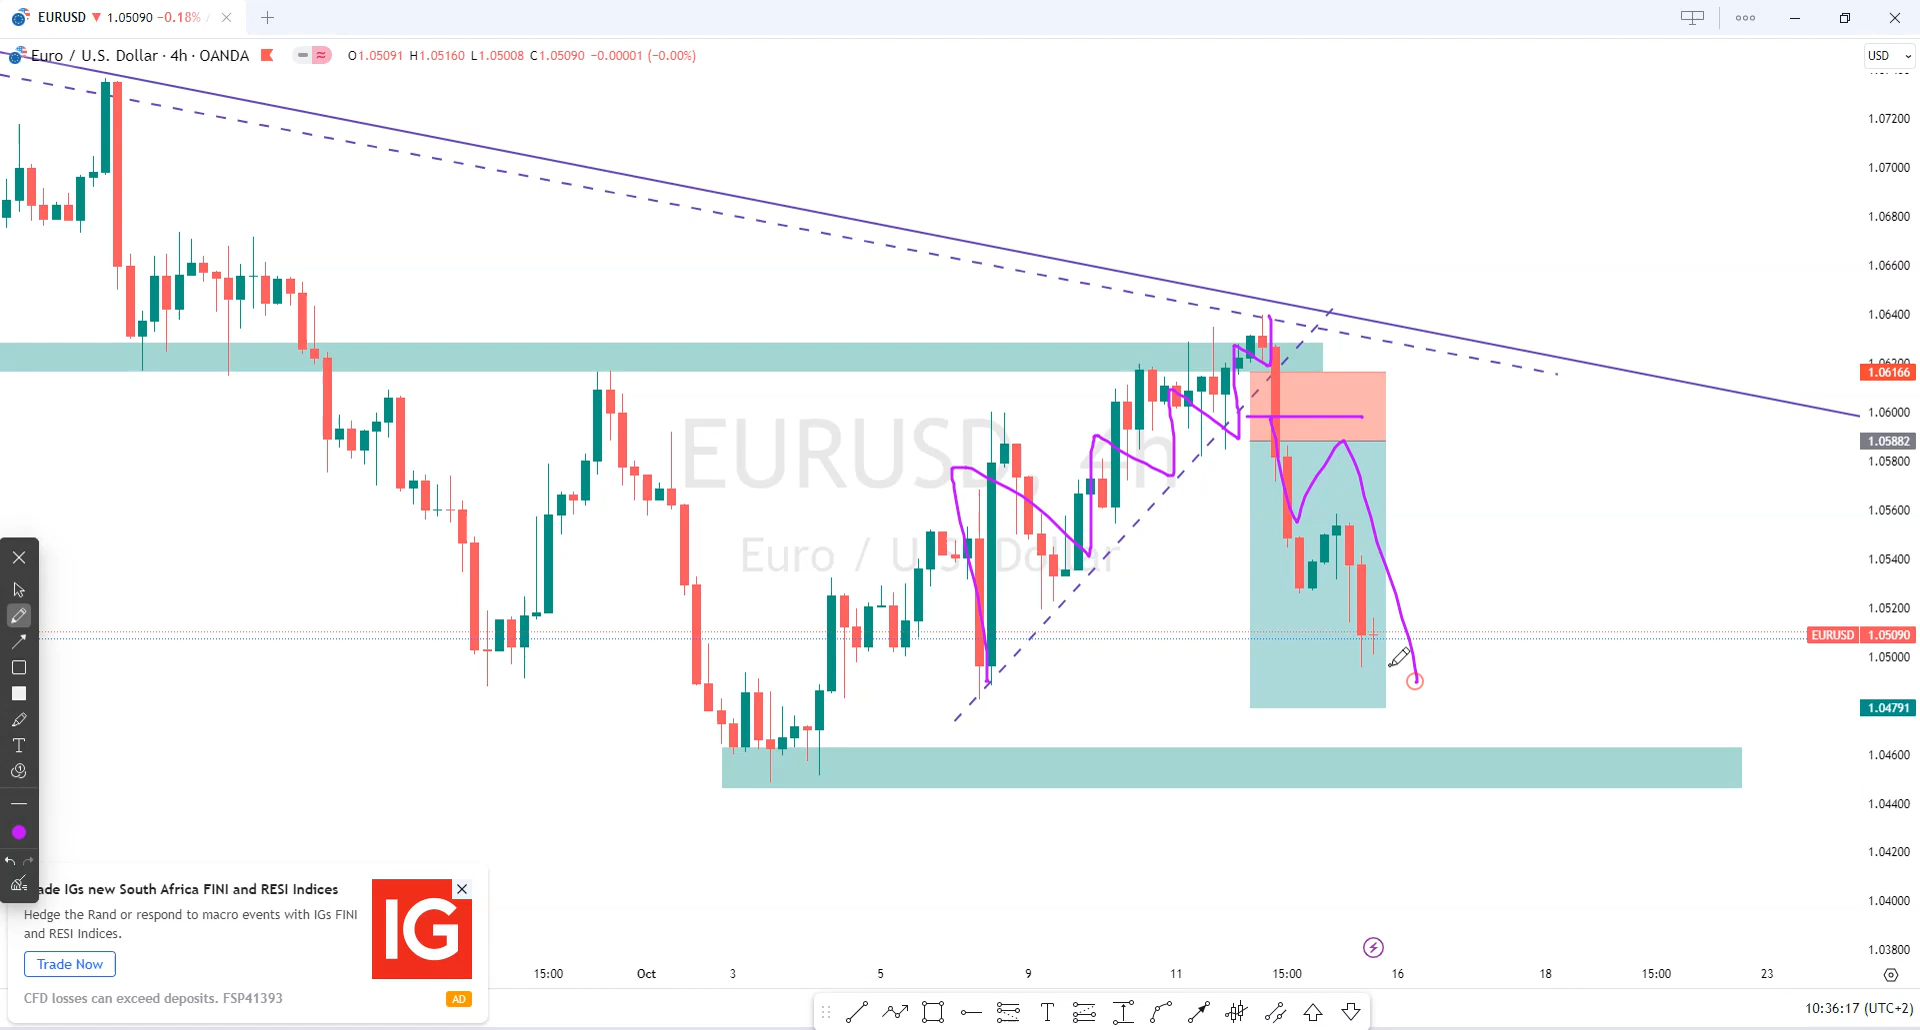 EURUSD ▼ 1.05090 −0.18% /
Euro / U.S. Dollar · 4h · OANDA
O1.05091 H1.05160 L1.05008 C1.05090 −0.00001 (−0.00%)
USD
1.07200
1.07000
1.06800
1.06600
1.06400
1.06200
1.06166
1.06000
1.05882
1.05800
1.05600
1.05400
1.05200
EURUSD 1.05090
1.05000
1.04791
1.04600
1.04400
1.04200
1.04000
1.03800
EURUSD, 4h
Euro / U.S. Dollar
T
ade IGs new South Africa FINI and RESI Indices
Hedge the Rand or respond to macro events with IGs FINI
and RESI Indices.
Trade Now
CFD losses can exceed deposits. FSP41393
AD
IG
15:00 Oct 3 5 9 11 15:00 16 18 15:00 23
T
10:36:17 (UTC+2)